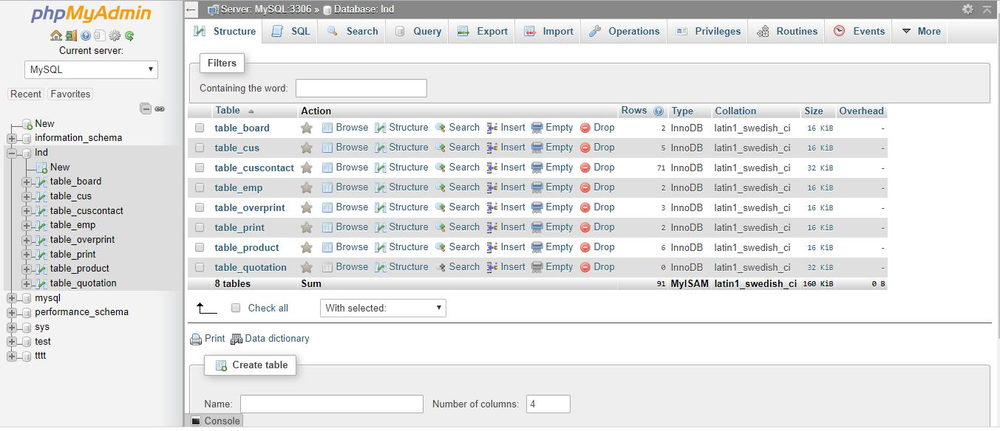 phpMyAdmin
Current server:
MySQL
Recent Favorites
New
information_schema
lnd
New
table_board
table_cus
table_cuscontact
table_emp
table_overprint
table_print
table_product
table_quotation
mysql
performance_schema
sys
test
tttt
Server: MySQL:3306 » Database: lnd
Structure SQL Search Query Export Import Operations Privileges Routines Events More
Filters
Containing the word:
Table Action Rows Type Collation Size Overhead
table_board Browse Structure Search Insert Empty Drop 2 InnoDB latin1_swedish_ci 16 KiB -
table_cus Browse Structure Search Insert Empty Drop 5 InnoDB latin1_swedish_ci 16 KiB -
table_cuscontact Browse Structure Search Insert Empty Drop 71 InnoDB latin1_swedish_ci 32 KiB -
table_emp Browse Structure Search Insert Empty Drop 2 InnoDB latin1_swedish_ci 16 KiB -
table_overprint Browse Structure Search Insert Empty Drop 3 InnoDB latin1_swedish_ci 16 KiB -
table_print Browse Structure Search Insert Empty Drop 2 InnoDB latin1_swedish_ci 16 KiB -
table_product Browse Structure Search Insert Empty Drop 6 InnoDB latin1_swedish_ci 16 KiB -
table_quotation Browse Structure Search Insert Empty Drop 0 InnoDB latin1_swedish_ci 32 KiB -
8 tables Sum 91 MyISAM latin1_swedish_ci 160 KiB 0 B
Check all With selected:
Print Data dictionary
Create table
Name: Number of columns: 4
Console